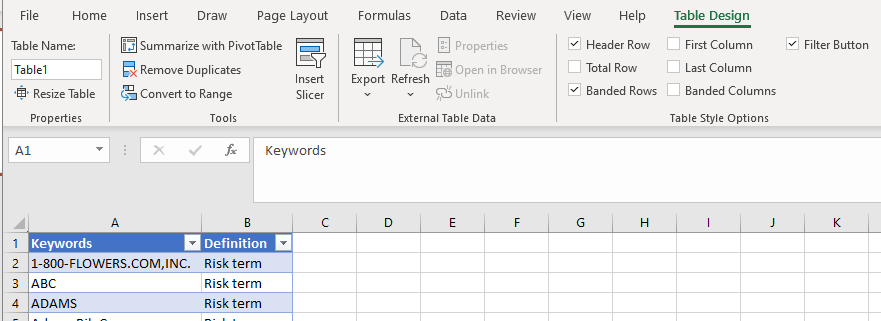 File Home Insert Draw Page Layout Formulas Data Review View Help Table Design
Table Name:
Table1
Resize Table
Properties
Summarize with PivotTable
Remove Duplicates
Convert to Range
Insert
Slicer
Tools
Export
Refresh
Properties
Open in Browser
Unlink
External Table Data
Header Row
Total Row
Banded Rows
First Column
Last Column
Banded Columns
Filter Button
Table Style Options
A1 fx Keywords
A B C D E F G H I J K
1 Keywords Definition
2 1-800-FLOWERS.COM,INC. Risk term
3 ABC Risk term
4 ADAMS Risk term